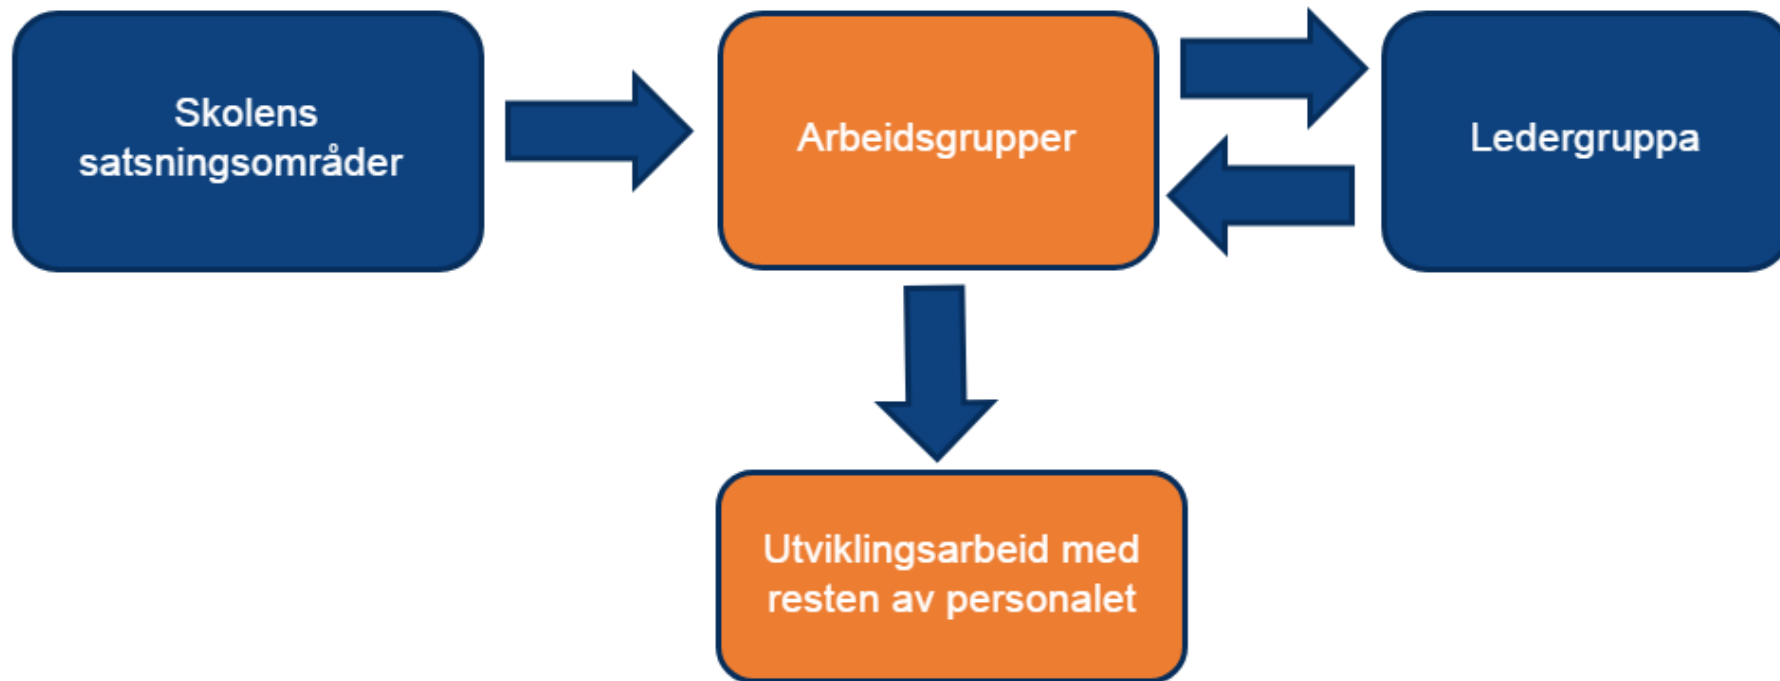 Skolens
satsningsområder
Arbeidsgrupper
Ledergruppa
Utviklingsarbeid med
resten av personalet